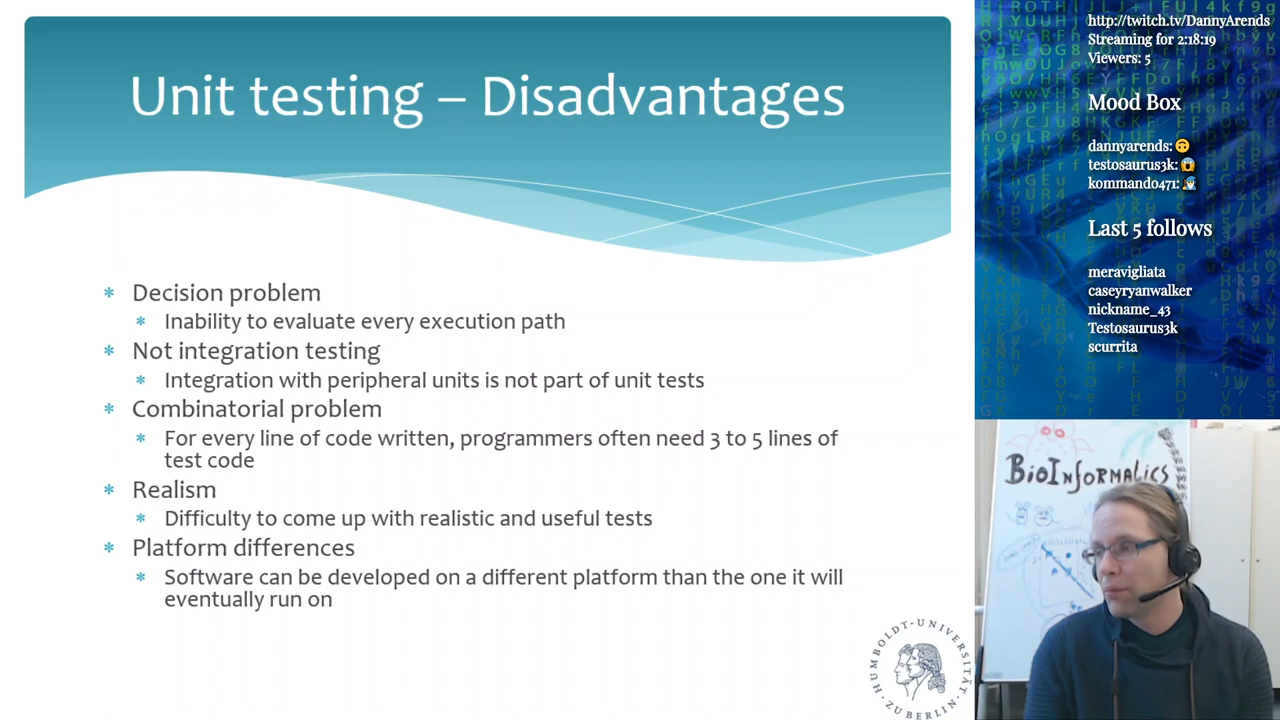 Unit testing – Disadvantages
* Decision problem
* Inability to evaluate every execution path
* Not integration testing
* Integration with peripheral units is not part of unit tests
* Combinatorial problem
* For every line of code written, programmers often need 3 to 5 lines of
test code
* Realism
* Difficulty to come up with realistic and useful tests
* Platform differences
* Software can be developed on a different platform than the one it will
eventually run on
HUMBOLDT-UNIVERSITÄT
ZU BERLIN
http://twitch.tv/DannyArends
Streaming for 2:18:19
Viewers: 5
Mood Box
dannyarends: 🙃
testosaurus3k: 😱
kommando471:
Last 5 follows
meravigliata
caseyryanwalker
nickname_43
Testosaurus3k
scurrita
BioInformatics